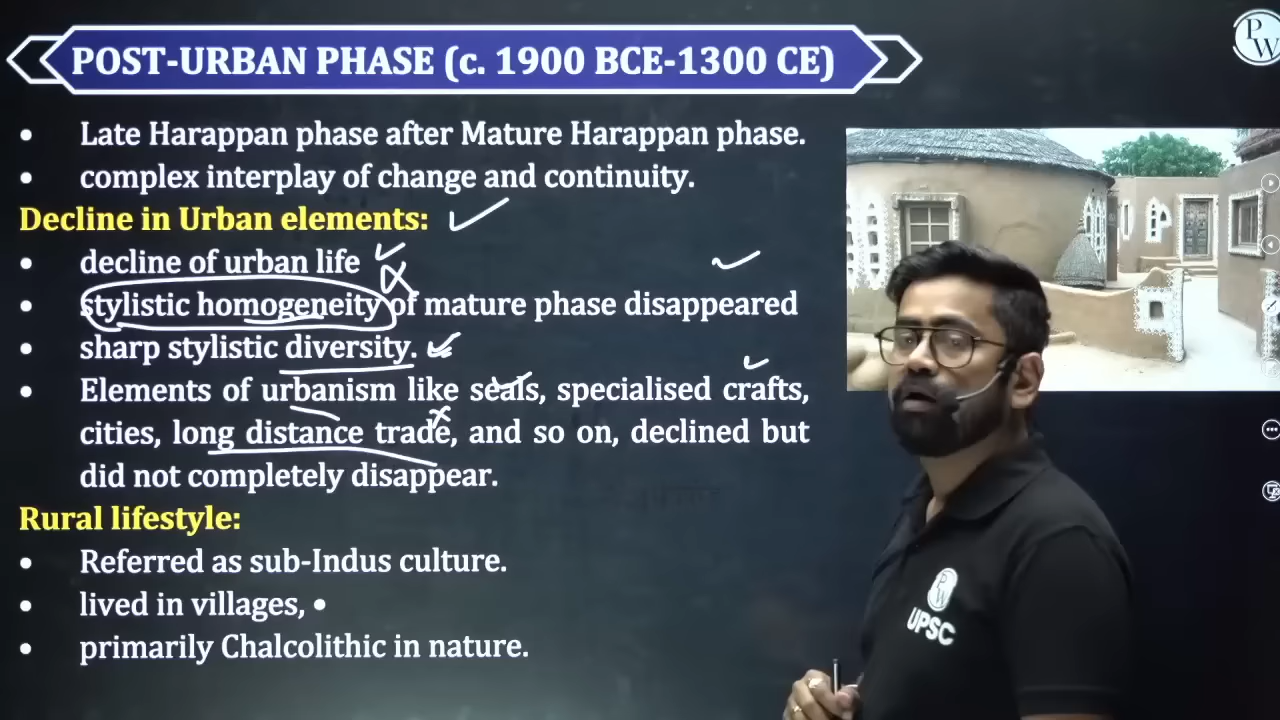 POST-URBAN PHASE (c. 1900 BCE-1300 CE)
PW
• Late Harappan phase after Mature Harappan phase.
• complex interplay of change and continuity.
Decline in Urban elements:
• decline of urban life
• stylistic homogeneity of mature phase disappeared
• sharp stylistic diversity.
• Elements of urbanism like seals, specialised crafts,
cities, long distance trade, and so on, declined but
did not completely disappear.
Rural lifestyle:
• Referred as sub-Indus culture.
• lived in villages, •
• primarily Chalcolithic in nature.
PW
UPSC